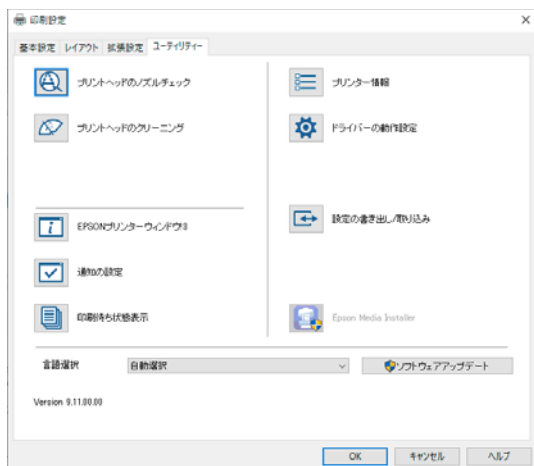 印刷設定
基本設定 レイアウト 拡張設定 ユーティリティー
プリントヘッドのノズルチェック
プリントヘッドのクリーニング
EPSONプリンターウィンドウ!3
通知の設定
印刷待ち状態表示
プリンター情報
ドライバーの動作設定
設定の書き出し/取り込み
Epson Media Installer
言語選択 自動選択 ソフトウェアアップデート
Version 9.11.00.00
OK キャンセル ヘルプ